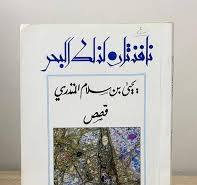 نافذتان لذلك البحر
يحيى بن سلام المنذري
قصص